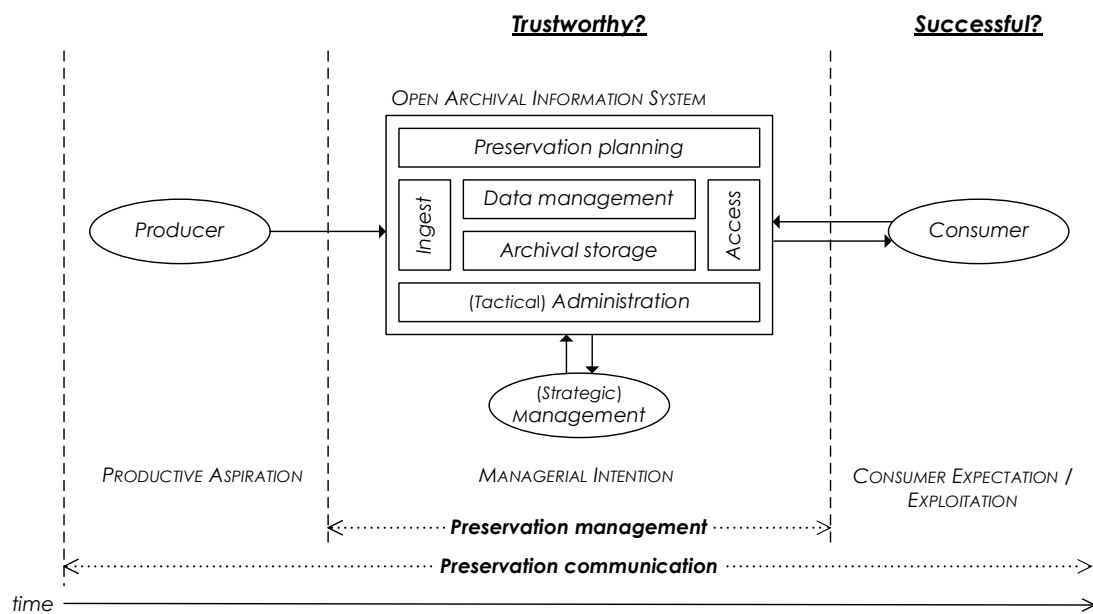 Trustworthy?
Successful?
OPEN ARCHIVAL INFORMATION SYSTEM
Preservation planning
Ingest
Data management
Archival storage
Access
(Tactical) Administration
Producer
Consumer
(Strategic)
Management
PRODUCTIVE ASPIRATION
MANAGERIAL INTENTION
CONSUMER EXPECTATION /
EXPLOITATION
Preservation management
Preservation communication
time